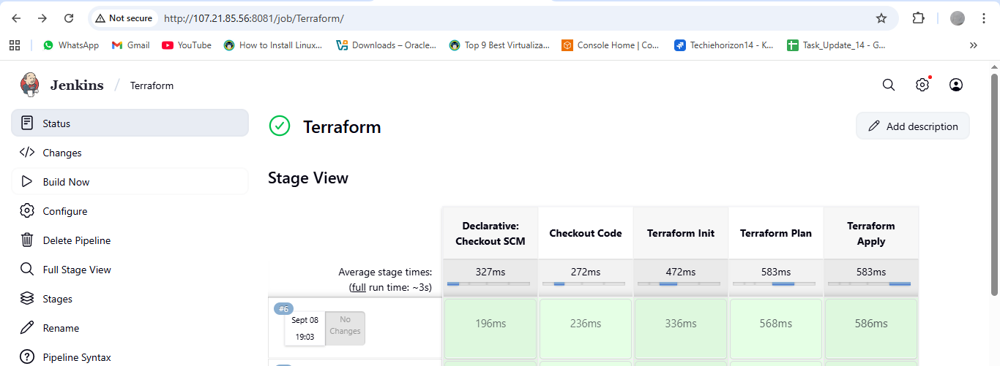 Not secure http://107.21.85.56:8081/job/Terraform/
WhatsApp Gmail YouTube How to Install Linux... Downloads – Oracle... Top 9 Best Virtualiza... Console Home | Co... Techiehorizon14 - K... Task_Update_14 - G...
Jenkins / Terraform
Status
Changes
Build Now
Configure
Delete Pipeline
Full Stage View
Stages
Rename
Pipeline Syntax
Terraform
Add description
Stage View
Declarative:
Checkout SCM
Checkout Code
Terraform Init
Terraform Plan
Terraform
Apply
Average stage times:
(full run time: ~3s)
327ms 272ms 472ms 583ms 583ms
#6
Sept 08
19:03
No
Changes
196ms 236ms 336ms 568ms 586ms